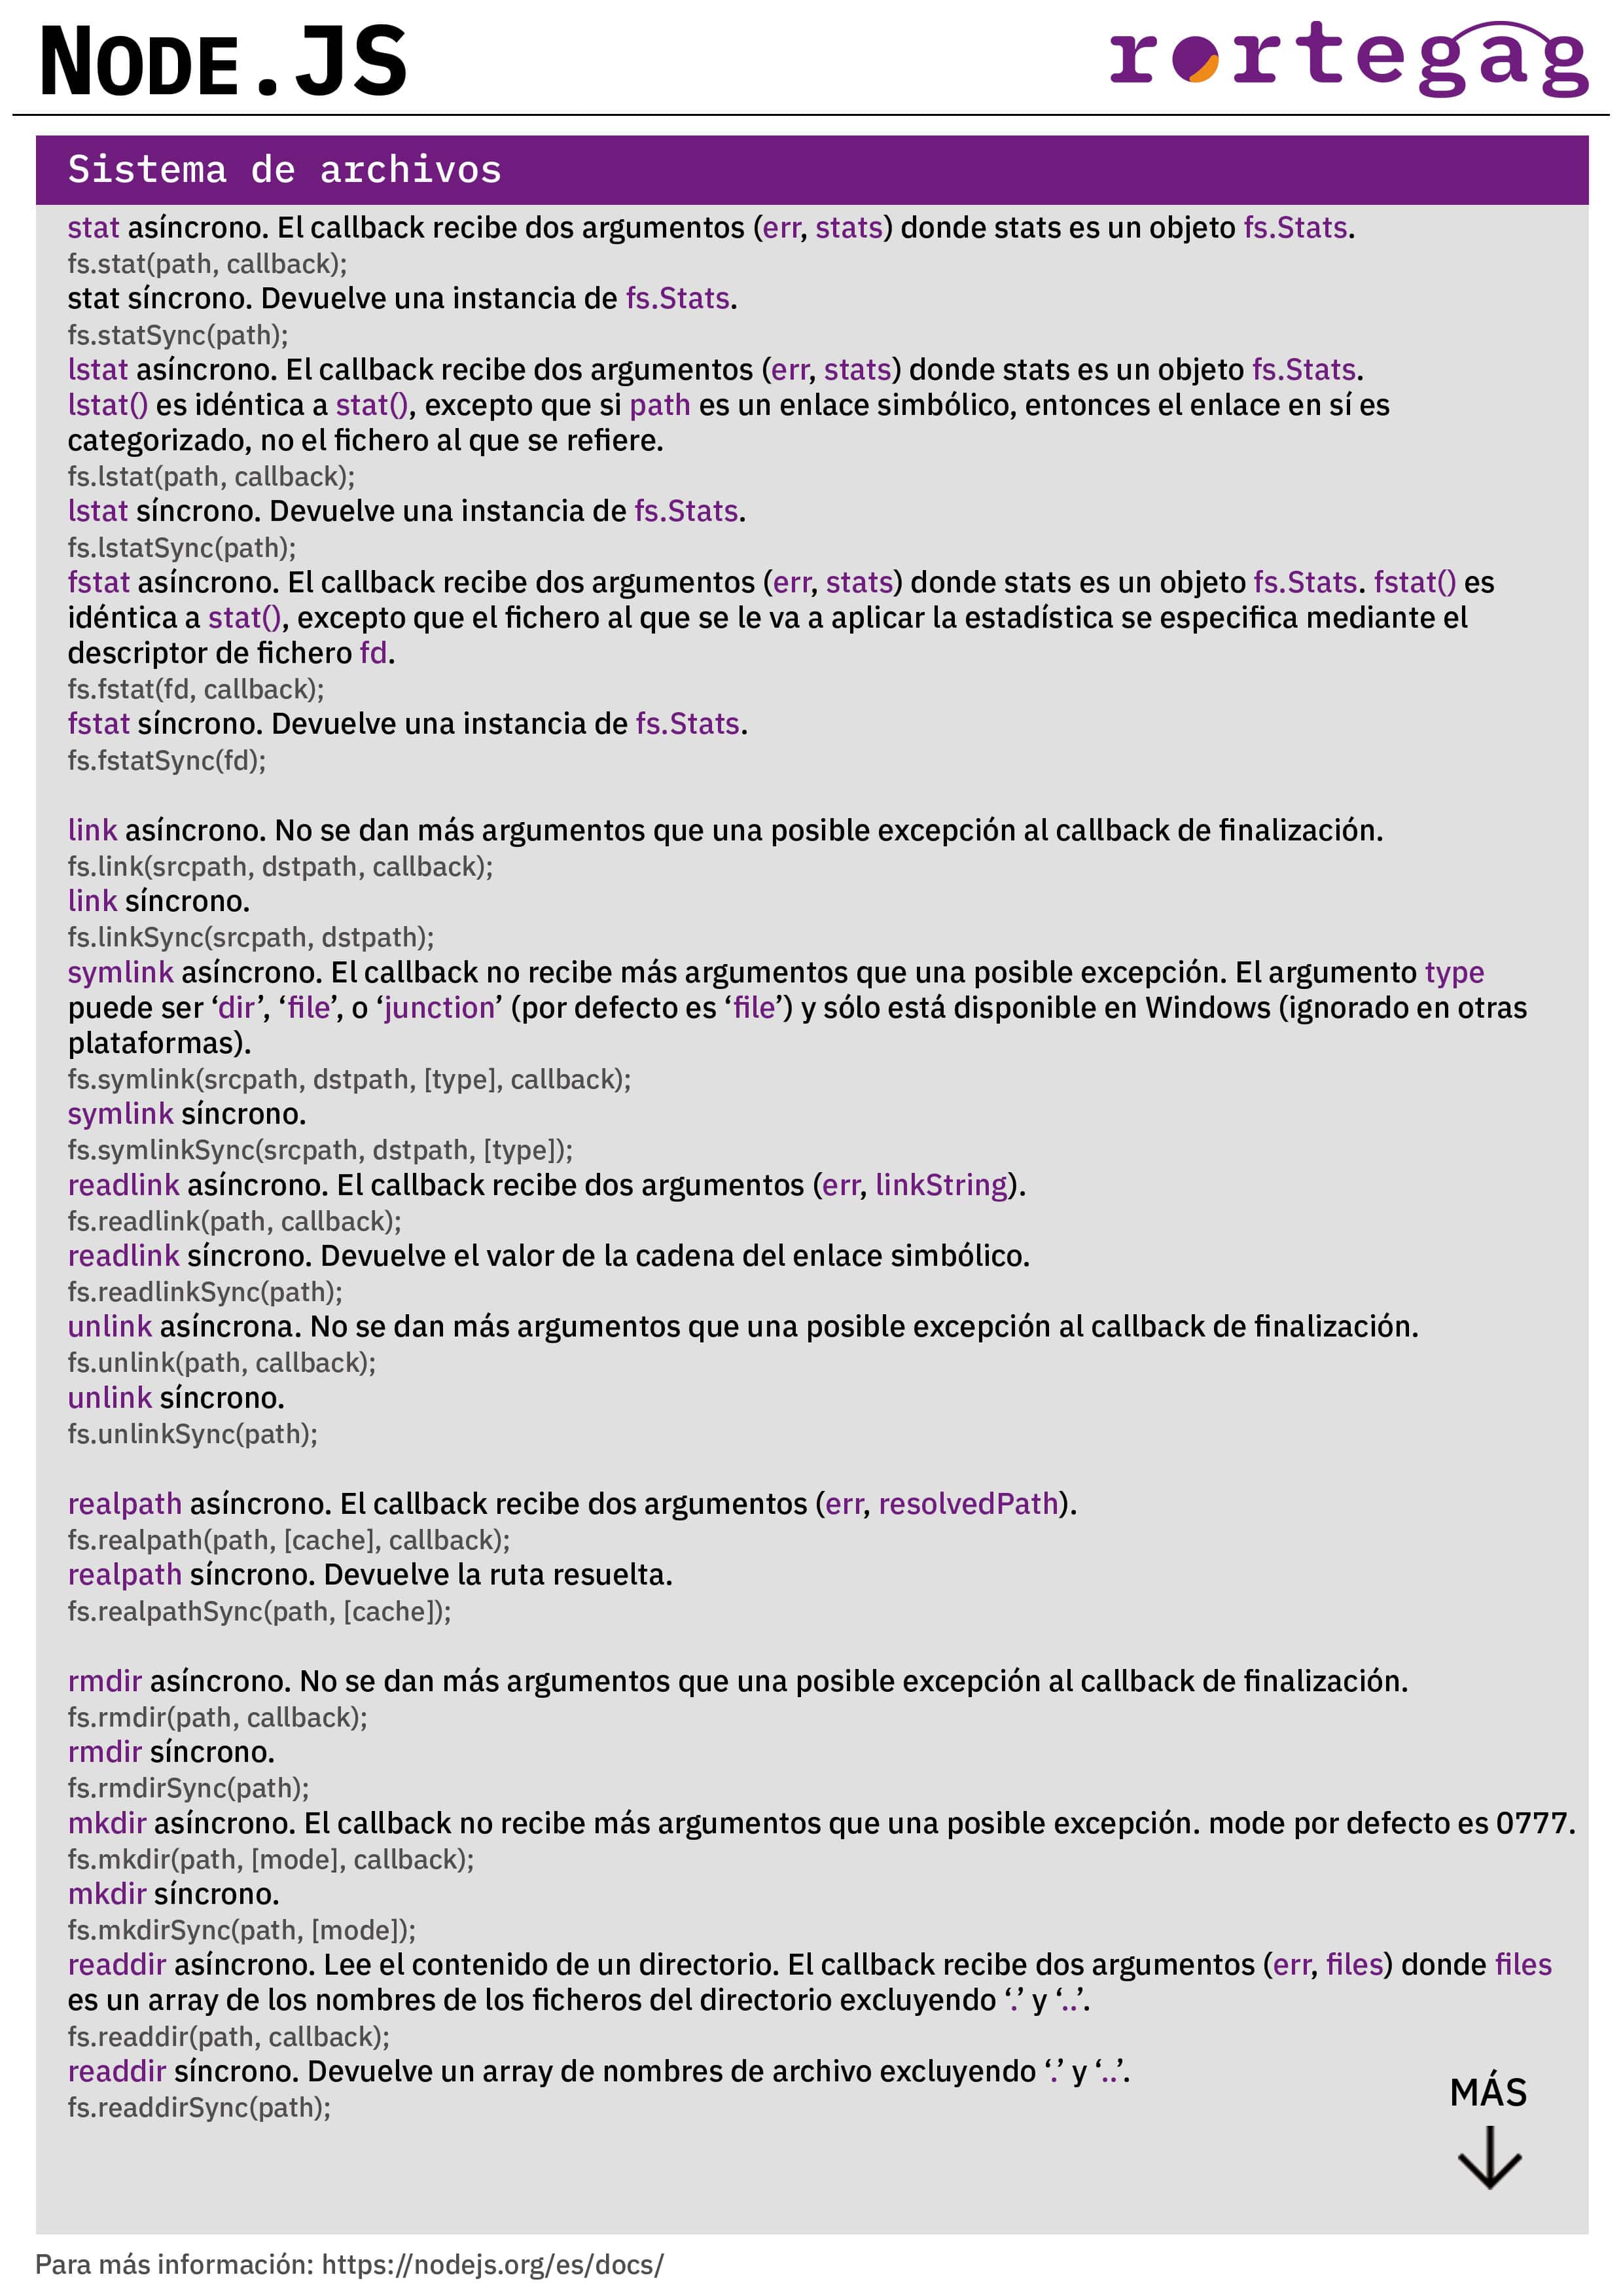 NODE.JS
rortegag
Sistema de archivos
stat asíncrono. El callback recibe dos argumentos (err, stats) donde stats es un objeto fs.Stats.
fs.stat(path, callback);
stat síncrono. Devuelve una instancia de fs.Stats.
fs.statSync(path);
lstat asíncrono. El callback recibe dos argumentos (err, stats) donde stats es un objeto fs.Stats.
lstat() es idéntica a stat(), excepto que si path es un enlace simbólico, entonces el enlace en sí es
categorizado, no el fichero al que se refiere.
fs.lstat(path, callback);
lstat síncrono. Devuelve una instancia de fs.Stats.
fs.lstatSync(path);
fstat asíncrono. El callback recibe dos argumentos (err, stats) donde stats es un objeto fs.Stats. fstat() es
idéntica a stat(), excepto que el fichero al que se le va a aplicar la estadística se especifica mediante el
descriptor de fichero fd.
fs.fstat(fd, callback);
fstat síncrono. Devuelve una instancia de fs.Stats.
fs.fstatSync(fd);
link asíncrono. No se dan más argumentos que una posible excepción al callback de finalización.
fs.link(srcpath, dstpath, callback);
link síncrono.
fs.linkSync(srcpath, dstpath);
symlink asíncrono. El callback no recibe más argumentos que una posible excepción. El argumento type
puede ser ‘dir’, ‘file’, o ‘junction’ (por defecto es ‘file’) y sólo está disponible en Windows (ignorado en otras
plataformas).
fs.symlink(srcpath, dstpath, [type], callback);
symlink síncrono.
fs.symlinkSync(srcpath, dstpath, [type]);
readlink asíncrono. El callback recibe dos argumentos (err, linkString).
fs.readlink(path, callback);
readlink síncrono. Devuelve el valor de la cadena del enlace simbólico.
fs.readlinkSync(path);
unlink asíncrona. No se dan más argumentos que una posible excepción al callback de finalización.
fs.unlink(path, callback);
unlink síncrono.
fs.unlinkSync(path);
realpath asíncrono. El callback recibe dos argumentos (err, resolvedPath).
fs.realpath(path, [cache], callback);
realpath síncrono. Devuelve la ruta resuelta.
fs.realpathSync(path, [cache]);
rmdir asíncrono. No se dan más argumentos que una posible excepción al callback de finalización.
fs.rmdir(path, callback);
rmdir síncrono.
fs.rmdirSync(path);
mkdir asíncrono. El callback no recibe más argumentos que una posible excepción. mode por defecto es 0777.
fs.mkdir(path, [mode], callback);
mkdir síncrono.
fs.mkdirSync(path, [mode]);
readdir asíncrono. Lee el contenido de un directorio. El callback recibe dos argumentos (err, files) donde files
es un array de los nombres de los ficheros del directorio excluyendo ‘.’ y ‘..’.
fs.readdir(path, callback);
readdir síncrono. Devuelve un array de nombres de archivo excluyendo ‘.’ y ‘..’.
fs.readdirSync(path);
MÁS
Para más información: https://nodejs.org/es/docs/